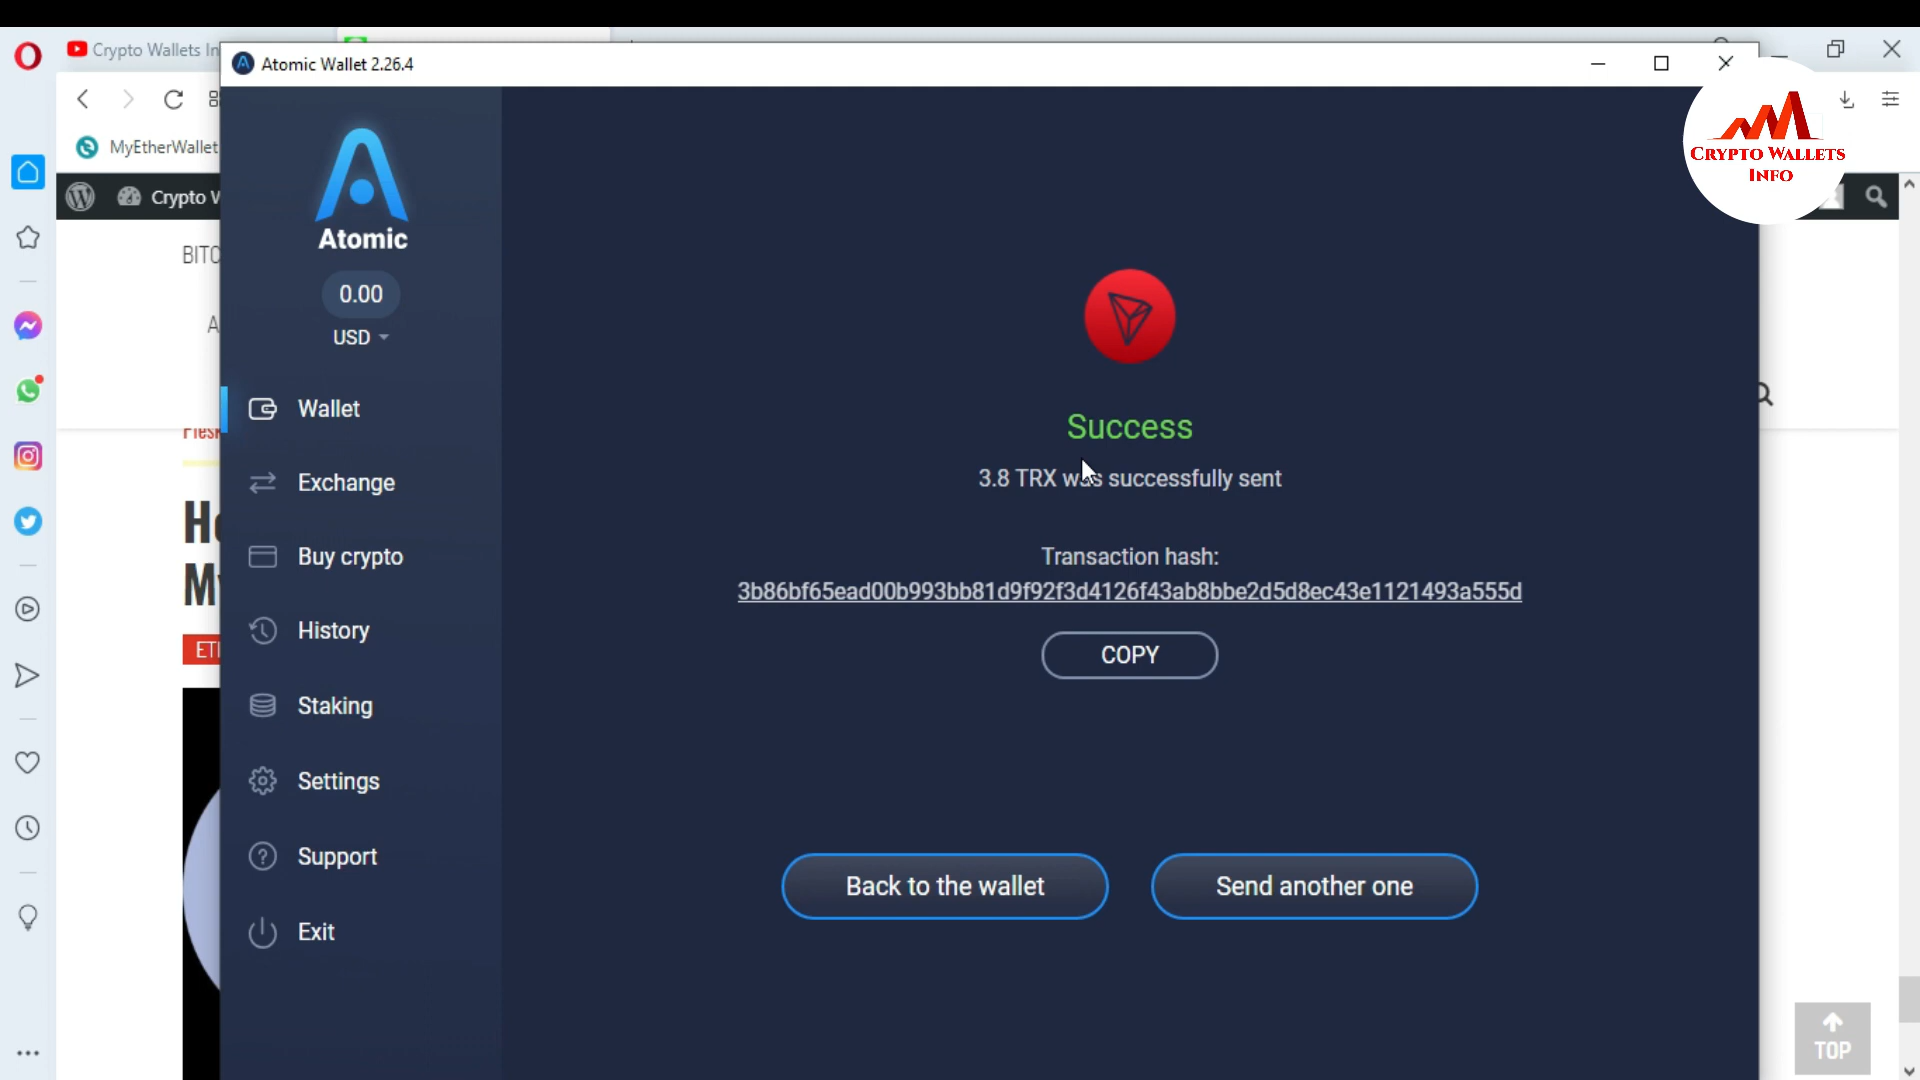 Crypto Wallets In
Atomic Wallet 2.26.4
MyEtherWallet
CRYPTO WALLETS
INFO
Crypto W
BITC
A
Atomic
0.00
USD
Wallet
Exchange
Buy crypto
History
Staking
Settings
Support
Exit
Success
3.8 TRX was successfully sent
Transaction hash:
3b86bf65ead00b993bb81d9f92f3d4126f43ab8bbe2d5d8ec43e1121493a555d
COPY
Back to the wallet
Send another one
My
TOP